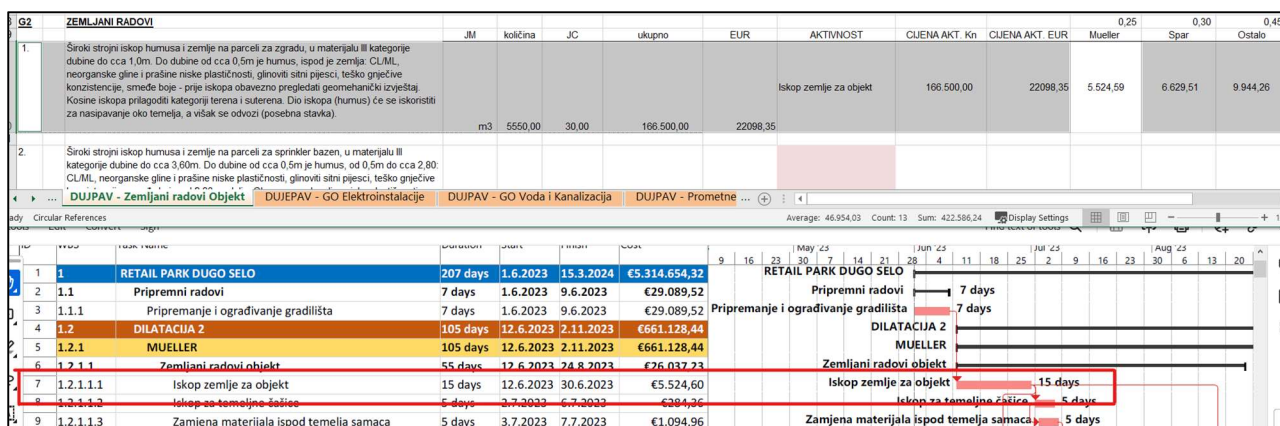 G2 ZEMLJANI RADOVI 0,25 0,30 0,45
JM količina JC ukupno EUR AKTIVNOST CIJENA AKT. Kn CIJENA AKT. EUR Mueller Spar Ostalo
1. Široki strojni iskop humusa i zemlje na parceli za zgradu, u materijalu III kategorije
dubine do cca 1,0m. Do dubine od cca 0,5m je humus, ispod je zemlja: CL/ML,
neorganske gline i prašine niske plastičnosti, glinoviti sitni pijesci, teško gnječive
konzistencije, smeđe boje - prije iskopa obavezno pregledati geomehanički izvještaj.
Kosine iskopa prilagoditi kategoriji terena i suterena. Dio iskopa (humus) će se iskoristiti
za nasipavanje oko temelja, a višak se odvozi (posebna stavka).
Iskop zemlje za objekt 166.500,00 22098,35 5.524,59 6.629,51 9.944,26
m3 5550,00 30,00 166.500,00 22098,35
2. Široki strojni iskop humusa i zemlje na parceli za sprinkler bazen, u materijalu III
kategorije dubine do cca 3,60m. Do dubine od cca 0,5m je humus, od 0,5m do cca 2,80:
CL/ML, neorganske gline i prašine niske plastičnosti, glinoviti sitni pijesci, teško gnječive
... DUJPAV - Zemljani radovi Objekt DUJEPAV - GO Elektroinstalacije DUJPAV - GO Voda i Kanalizacija DUJPAV - Prometne ...
ady Circular References Average: 46.954,03 Count: 13 Sum: 422.586,24 Display Settings
Edit Convert Sign Find text or tools
ID WBS Task Name Duration Start Finish Cost May '23 Jun '23 Jul '23 Aug '23
9 16 23 30 7 14 21 28 4 11 18 25 2 9 16 23 30 6 13 20
1 1 RETAIL PARK DUGO SELO 207 days 1.6.2023 15.3.2024 €5.314.654,32 RETAIL PARK DUGO SELO
2 1.1 Pripremni radovi 7 days 1.6.2023 9.6.2023 €29.089,52 Pripremni radovi 7 days
3 1.1.1 Pripremanje i ograđivanje gradilišta 7 days 1.6.2023 9.6.2023 €29.089,52 Pripremanje i ograđivanje gradilišta 7 days
4 1.2 DILATACIJA 2 105 days 12.6.2023 2.11.2023 €661.128,44 DILATACIJA 2
5 1.2.1 MUELLER 105 days 12.6.2023 2.11.2023 €661.128,44 MUELLER
6 1.2.1.1 Zemljani radovi objekt 55 days 12.6.2023 24.8.2023 €26.037,23 Zemljani radovi objekt
7 1.2.1.1.1 Iskop zemlje za objekt 15 days 12.6.2023 30.6.2023 €5.524,60 Iskop zemlje za objekt 15 days
8 1.2.1.1.2 Iskop za temeljne čašice 5 days 2.7.2023 6.7.2023 €284,36 Iskop za temeljne čašice 5 days
9 1.2.1.1.3 Zamjena materijala ispod temelja samaca 5 days 3.7.2023 7.7.2023 €1.094,96 Zamjena materijala ispod temelja samaca 5 days